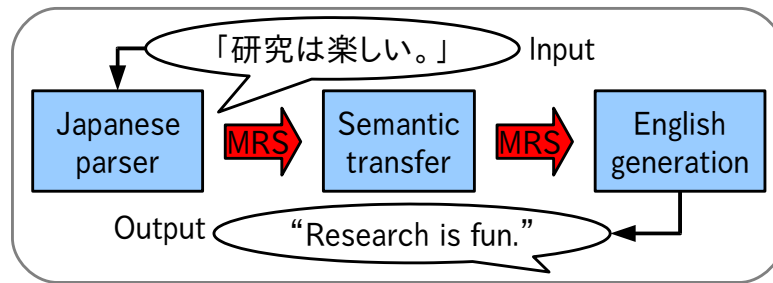 「研究は楽しい。」
Input
Japanese
parser
MRS
Semantic
transfer
MRS
English
generation
Output
“Research is fun.”